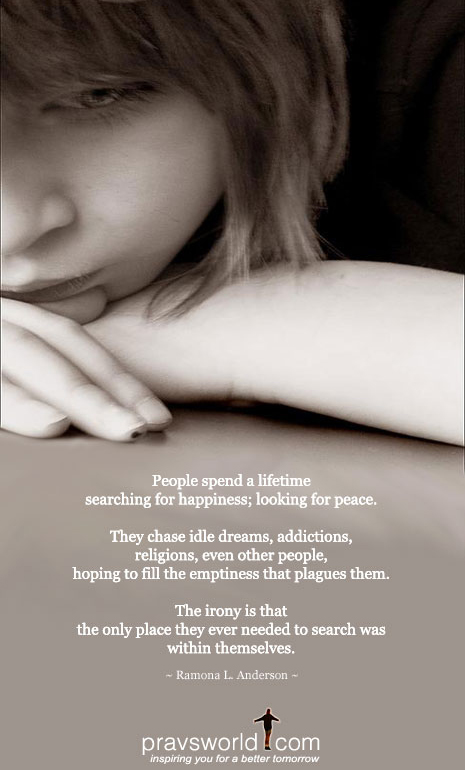 People spend a lifetime
searching for happiness; looking for peace.
They chase idle dreams, addictions,
religions, even other people,
hoping to fill the emptiness that plagues them.
The irony is that
the only place they ever needed to search was
within themselves.
~ Ramona L. Anderson ~
pravsworld.com
inspiring you for a better tomorrow